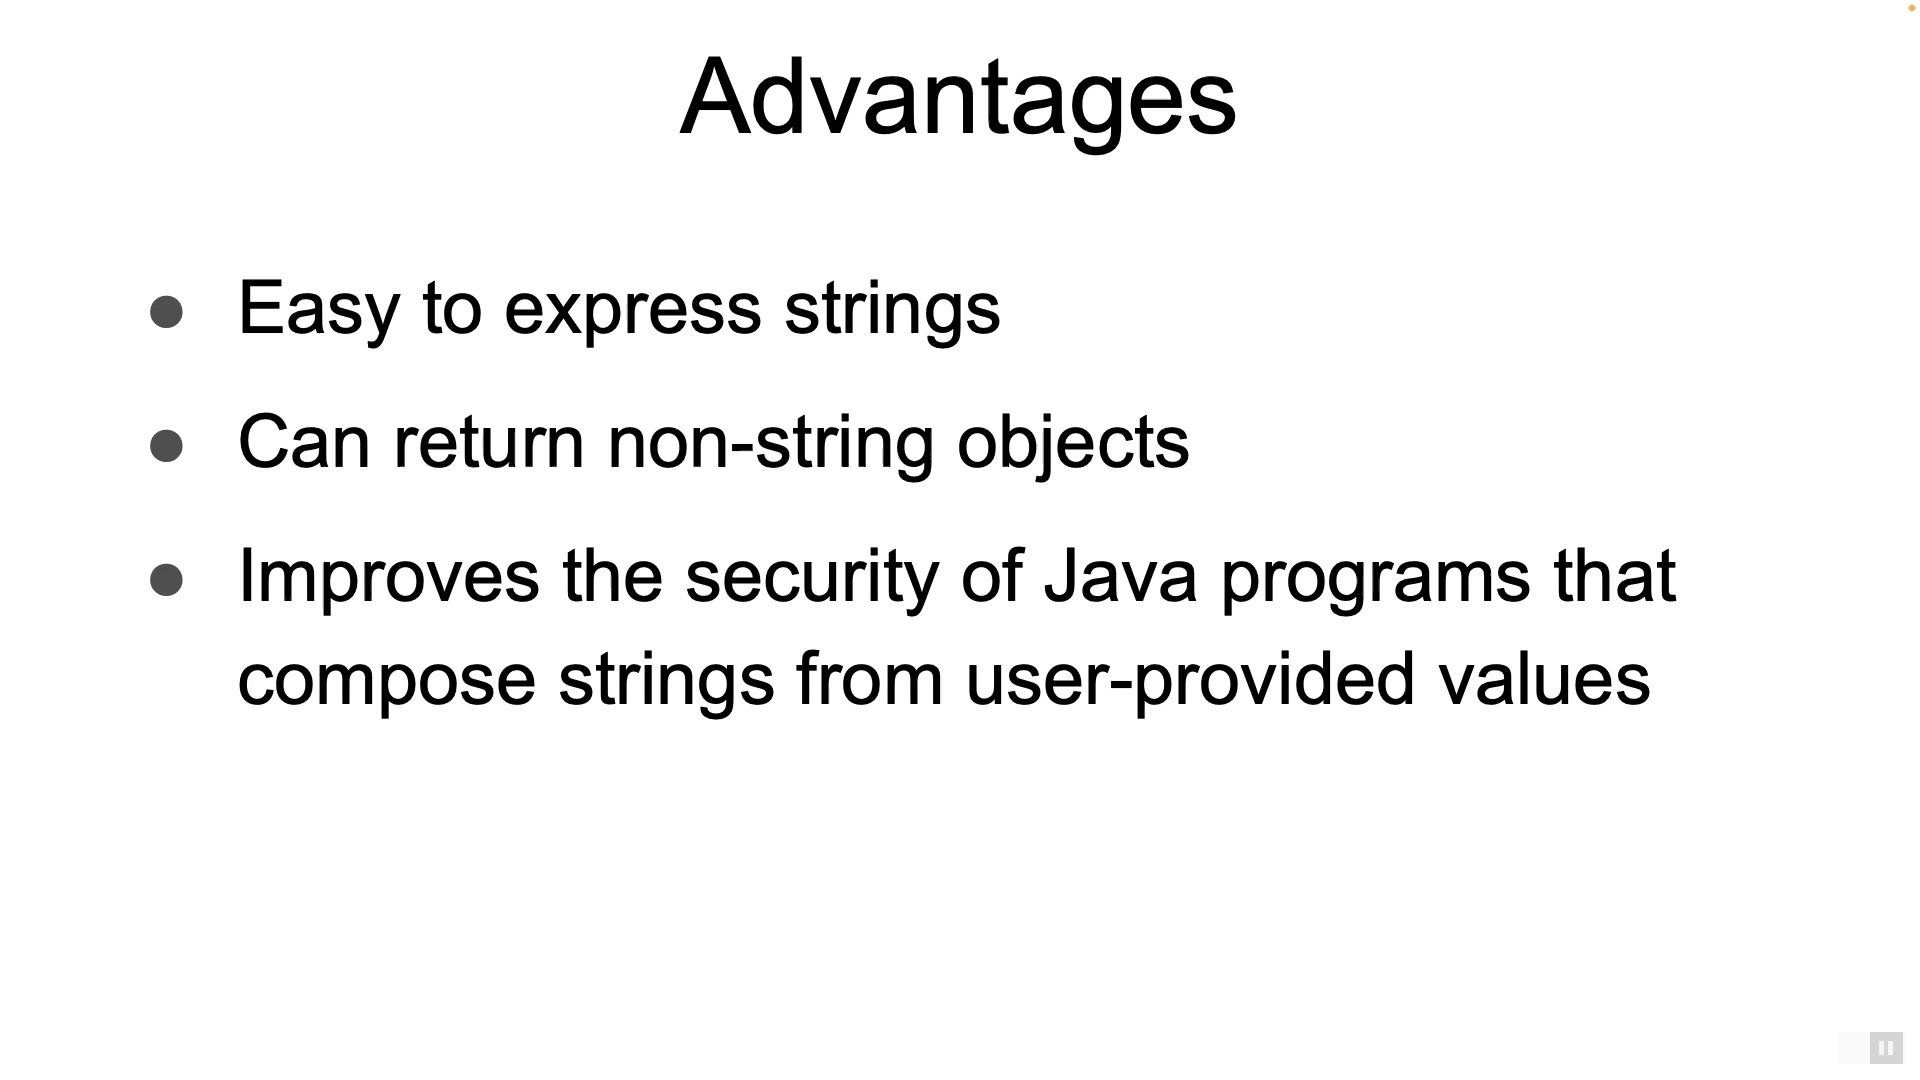 Advantages
● Easy to express strings
● Can return non-string objects
● Improves the security of Java programs that
compose strings from user-provided values